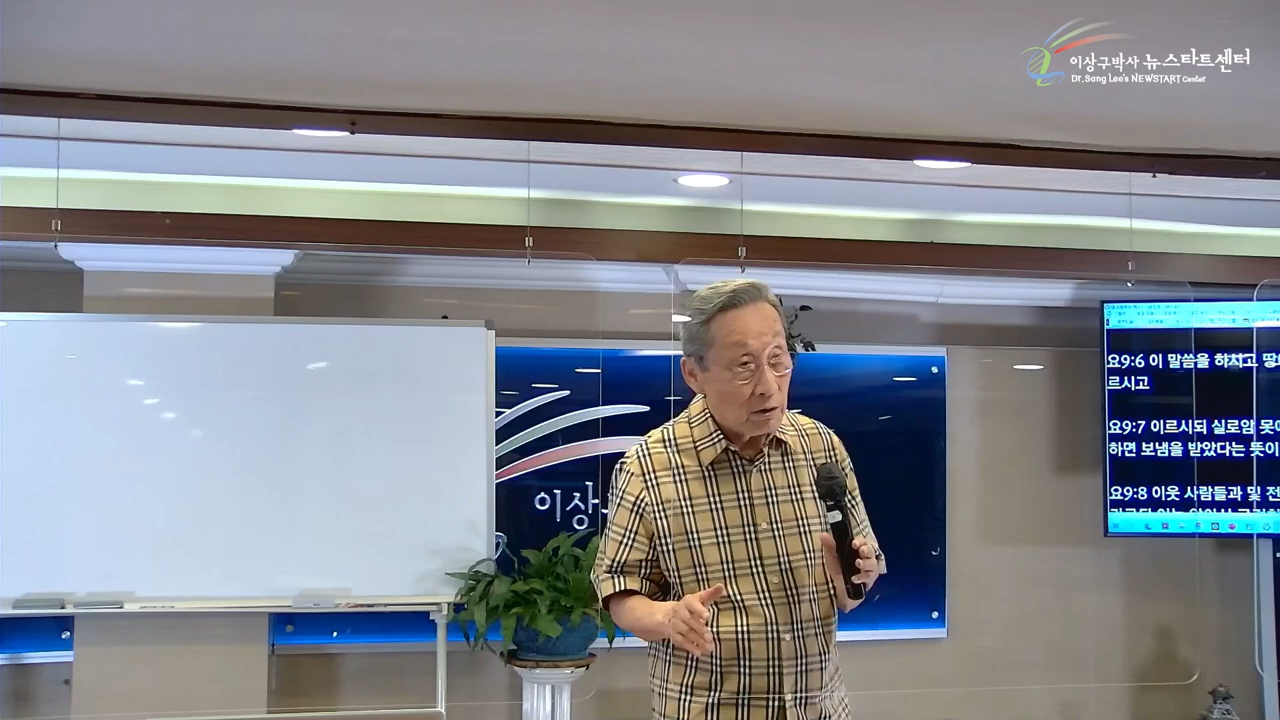 이상구박사 뉴스타트센터
Dr. Sang Lee's NEWSTART Center
이상
요9:6 이 말씀을 하시고 땅에
르시고
요9:7 이르시되 실로암 못에
하면 보냄을 받았다는 뜻이
요9:8 이웃 사람들과 및 전